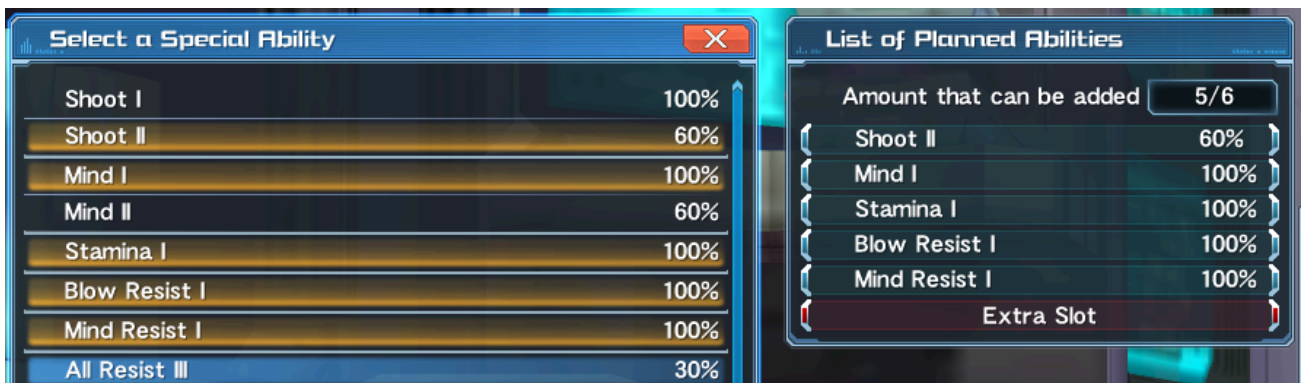 Select a Special Ability
Shoot I 100%
Shoot II 60%
Mind I 100%
Mind II 60%
Stamina I 100%
Blow Resist I 100%
Mind Resist I 100%
All Resist III 30%
List of Planned Abilities
Amount that can be added 5/6
Shoot II 60%
Mind I 100%
Stamina I 100%
Blow Resist I 100%
Mind Resist I 100%
Extra Slot